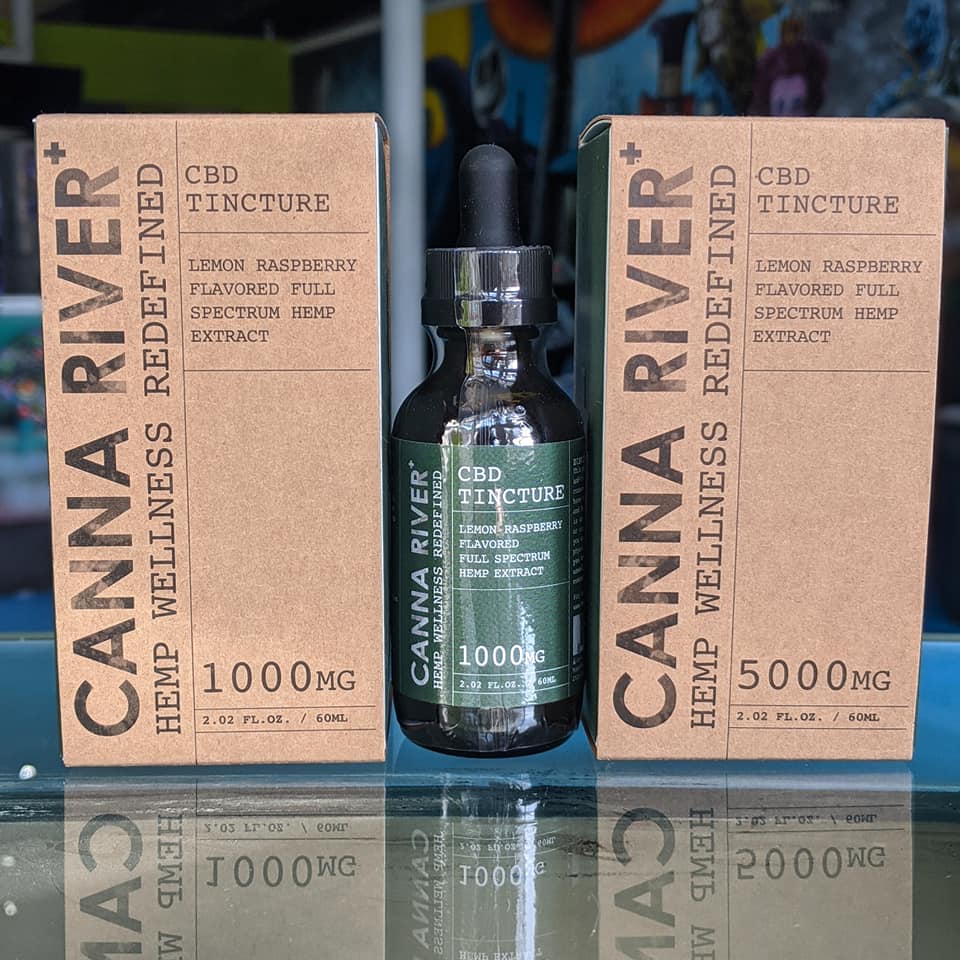 CANNA RIVER+
HEMP WELLNESS REDEFINED
CBD
TINCTURE
LEMON RASPBERRY
FLAVORED FULL
SPECTRUM HEMP
EXTRACT
1000MG
2.02 FL.OZ. / 60ML
CANNA RIVER+
HEMP WELLNESS REDEFINED
CBD
TINCTURE
LEMON RASPBERRY
FLAVORED
FULL SPECTRUM
HEMP EXTRACT
1000MG
2.02 FL.OZ. / 60ML
CANNA RIVER+
HEMP WELLNESS REDEFINED
CBD
TINCTURE
LEMON RASPBERRY
FLAVORED FULL
SPECTRUM HEMP
EXTRACT
5000MG
2.02 FL.OZ. / 60ML